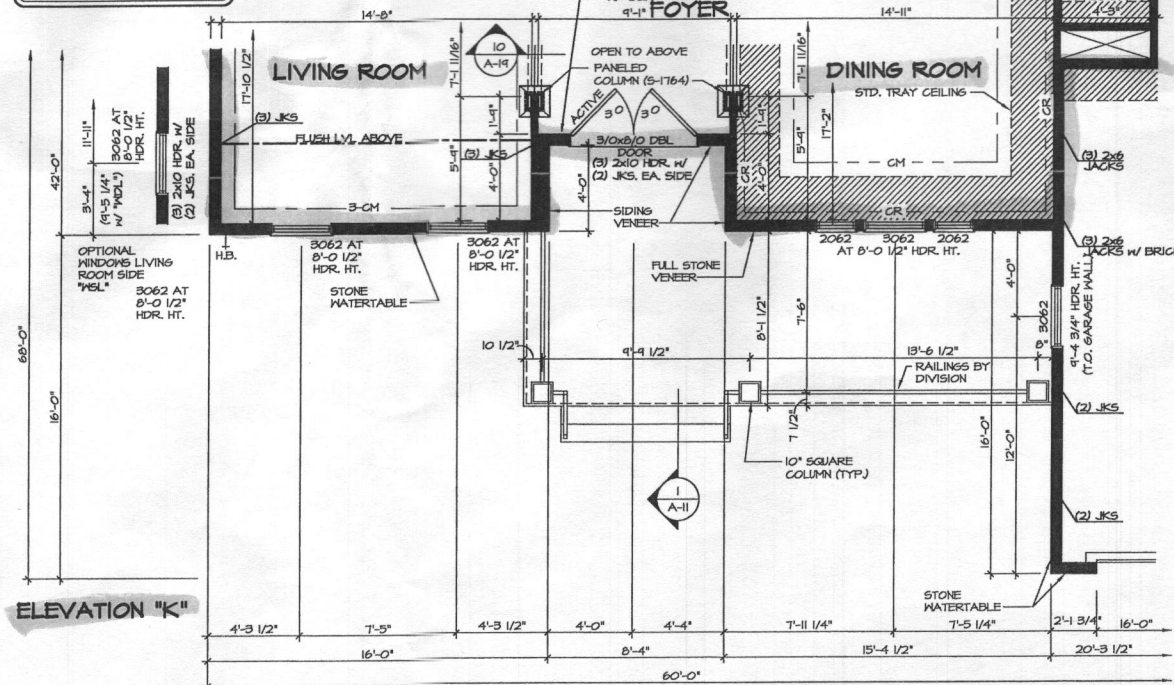 14'-8"
9'-1"
FOYER
14'-11"
4'-3"
10
A-19
OPEN TO ABOVE
PANELED
COLUMN (S-1764)
LIVING ROOM
DINING ROOM
STD. TRAY CEILING
17'-10 1/2"
7'-1 11/16"
7'-1 11/16"
17'-2"
ACTIVE
3 0
3 0
CR
(3) JKS
FLUSH LVL ABOVE
(3) JKS
1'-9"
5'-9"
4'-0"
4'-0"
3/0x8/0 DBL
DOOR
(3) 2x10 HDR. W/
(2) JKS. EA. SIDE
1'-9"
5'-9"
4'-0"
CR
CM
CR
(3) 2x6
JACKS
42'-0"
11'-11"
3062 AT
8'-0 1/2"
HDR. HT.
3'-4"
(9'-5 1/4"
W/ "WDL")
(3) 2x10 HDR. W/
(2) JKS. EA. SIDE
3-CM
SIDING
VENEER
H.B.
3062 AT
8'-0 1/2"
HDR. HT.
3062 AT
8'-0 1/2"
HDR. HT.
2062
3062
2062
AT 8'-0 1/2" HDR. HT.
(3) 2x6
JACKS W/ BRIC
OPTIONAL
WINDOWS LIVING
ROOM SIDE
"WSL"
3062 AT
8'-0 1/2"
HDR. HT.
STONE
WATERTABLE
FULL STONE
VENEER
4'-0"
3062
9'-4 3/4" HDR. HT.
(T.O. GARAGE WALL)
68'-0"
16'-0"
8'-1 1/2"
7'-6"
10 1/2"
9'-9 1/2"
13'-6 1/2"
8"
RAILINGS BY
DIVISION
7 1/2"
(2) JKS
10" SQUARE
COLUMN (TYP.)
16'-0"
12'-0"
1
A-11
(2) JKS
ELEVATION "K"
STONE
WATERTABLE
4'-3 1/2"
7'-5"
4'-3 1/2"
4'-0"
4'-4"
7'-11 1/4"
7'-5 1/4"
2'-1 3/4"
16'-0"
16'-0"
8'-4"
15'-4 1/2"
20'-3 1/2"
60'-0"